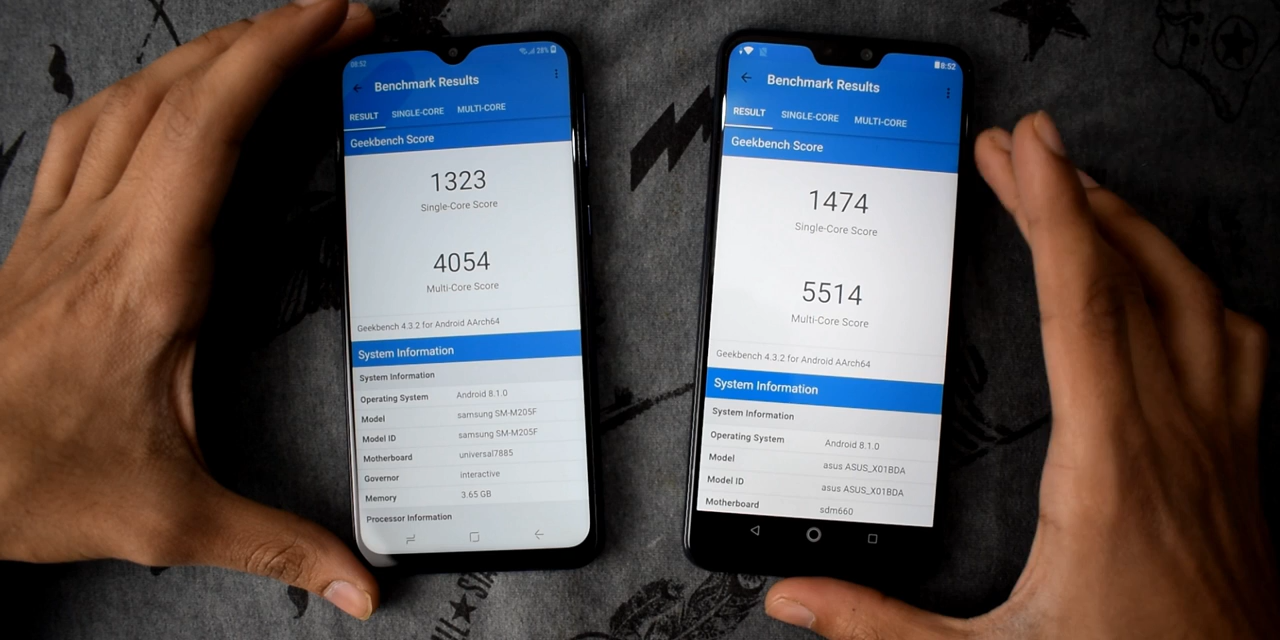 08:52
28%
Benchmark Results
RESULT SINGLE-CORE MULTI-CORE
Geekbench Score
1323
Single-Core Score
4054
Multi-Core Score
Geekbench 4.3.2 for Android AArch64
System Information
System Information
Operating System Android 8.1.0
Model samsung SM-M205F
Model ID samsung SM-M205F
Motherboard universal7885
Governor interactive
Memory 3.65 GB
Processor Information
8:52
Benchmark Results
RESULT SINGLE-CORE MULTI-CORE
Geekbench Score
1474
Single-Core Score
5514
Multi-Core Score
Geekbench 4.3.2 for Android AArch64
System Information
System Information
Operating System Android 8.1.0
Model asus ASUS_X01BDA
Model ID asus ASUS_X01BDA
Motherboard sdm660